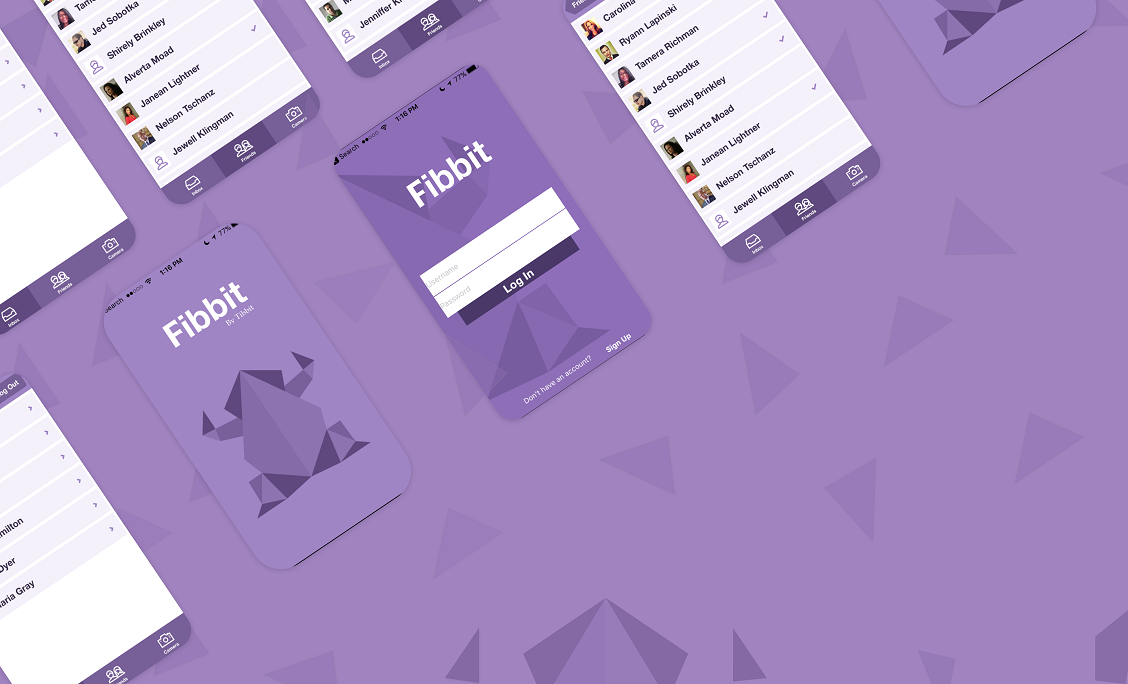 Jed Sobotka
Shirely Brinkley
Alverta Moad
Janean Lightner
Nelson Tschanz
Jewell Klingman
Inbox
Friends
Camera
Jenniffer
Inbox
Friends
Carolina
Ryann Lapinski
Tamera Richman
Jed Sobotka
Shirely Brinkley
Alverta Moad
Janean Lightner
Nelson Tschanz
Jewell Klingman
Inbox
Friends
Camera
Search 1:16 PM 77%
Fibbit
Username
Password
Log In
Don't have an account? Sign Up
Inbox
Friends
Camera
Search 1:16 PM 77%
Fibbit
By Tibbit
Log Out
Dyer
Gray
Friends
Camera